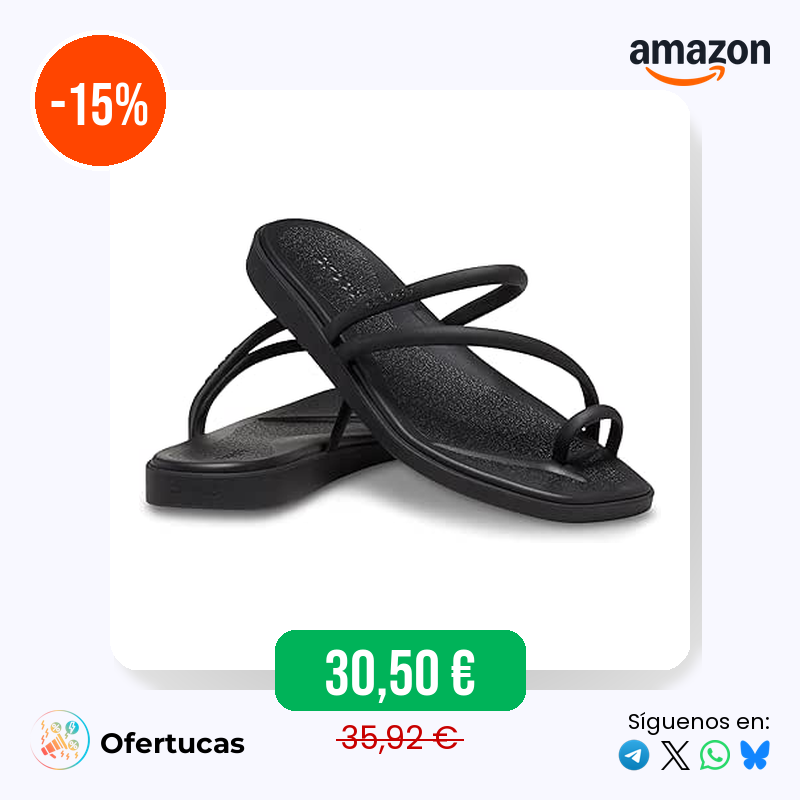 -15%
amazon
30,50 €
35,92 €
Ofertucas
Síguenos en: